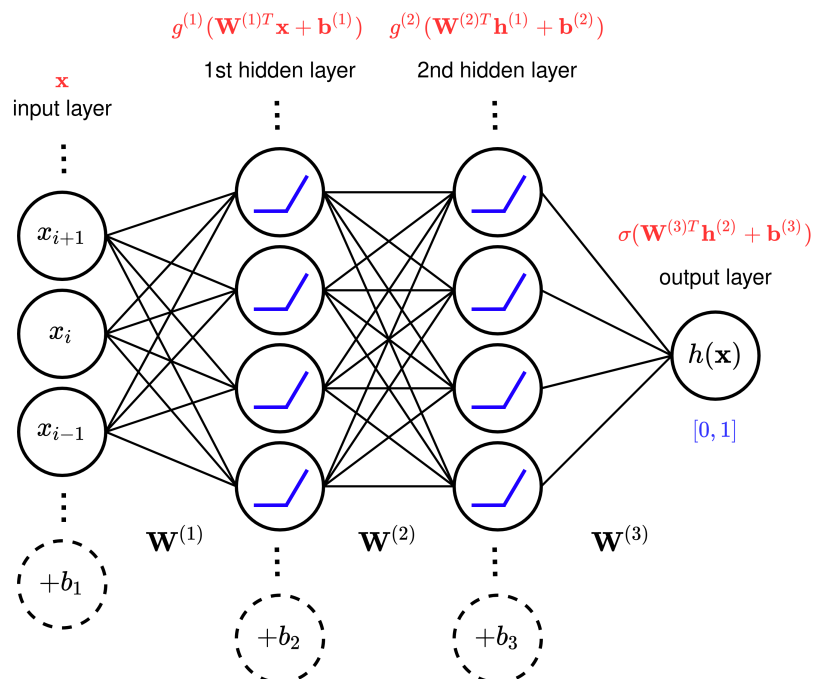 g^{(1)}(W^{(1)T}x + b^{(1)})
g^{(2)}(W^{(2)T}h^{(1)} + b^{(2)})
1st hidden layer
2nd hidden layer
x
input layer
x_{i+1}
x_i
x_{i-1}
+b_1
W^{(1)}
+b_2
W^{(2)}
+b_3
W^{(3)}
σ(W^{(3)T}h^{(2)} + b^{(3)})
output layer
h(x)
[0, 1]